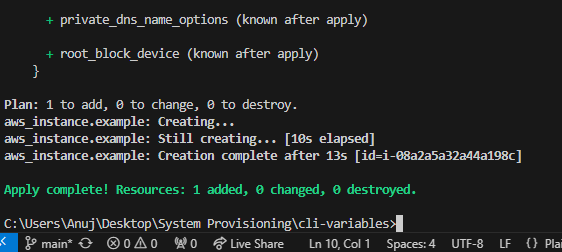 + private_dns_name_options (known after apply)
+ root_block_device (known after apply)
}
Plan: 1 to add, 0 to change, 0 to destroy.
aws_instance.example: Creating...
aws_instance.example: Still creating... [10s elapsed]
aws_instance.example: Creation complete after 13s [id=i-08a2a5a32a44a198c]
Apply complete! Resources: 1 added, 0 changed, 0 destroyed.
C:\Users\Anuj\Desktop\System Provisioning\cli-variables>
main* 0 0 0 Live Share Ln 10, Col 1 Spaces: 4 UTF-8 LF {} Plai